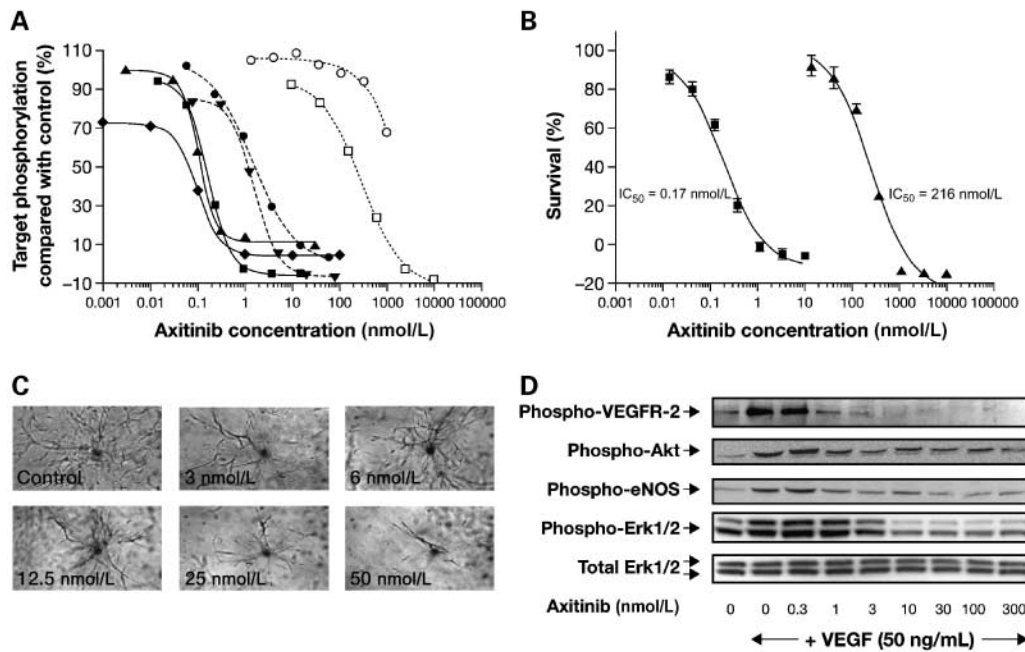 A
Target phosphorylation
compared with control (%)
110
90
70
50
30
10
−10
0.001 0.01 0.1 1 10 100 1000 10000 100000
Axitinib concentration (nmol/L)
B
Survival (%)
100
80
60
40
20
0
−20
IC50 = 0.17 nmol/L
IC50 = 216 nmol/L
0.001 0.01 0.1 1 10 100 1000 10000 100000
Axitinib concentration (nmol/L)
C
Control
3 nmol/L
6 nmol/L
12.5 nmol/L
25 nmol/L
50 nmol/L
D
Phospho-VEGFR-2
Phospho-Akt
Phospho-eNOS
Phospho-Erk1/2
Total Erk1/2
Axitinib (nmol/L) 0 0 0.3 1 3 10 30 100 300
+ VEGF (50 ng/mL)